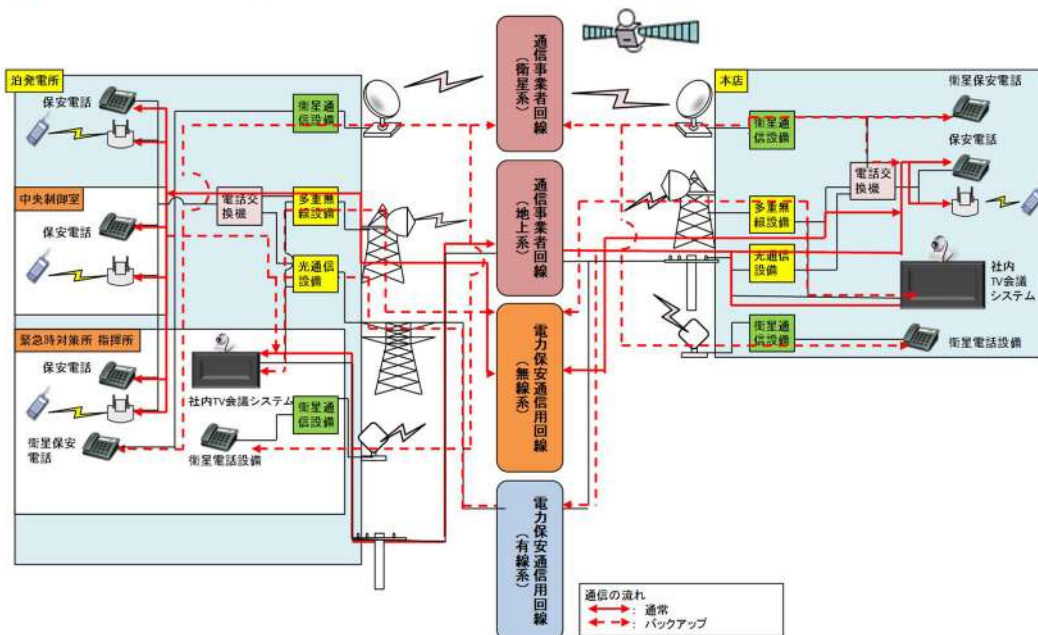 泊発電所
保安電話
中央制御室
保安電話
緊急時対策所 指揮所
保安電話
衛星保安
電話
社内TV会議システム
衛星電話設備
衛星通
信設備
電話交
換機
多重無
線設備
光通信
設備
衛星通
信設備
通信事業者回線
（衛星系）
通信事業者回線
（地上系）
電力保安通信用回線
（無線系）
電力保安通信用回線
（有線系）
本店
衛星保安電話
衛星通
信設備
保安電話
電話交
換機
多重無
線設備
光通信
設備
社内
TV会議
システム
衛星通
信設備
衛星電話設備
通信の流れ
： 通常
： バックアップ